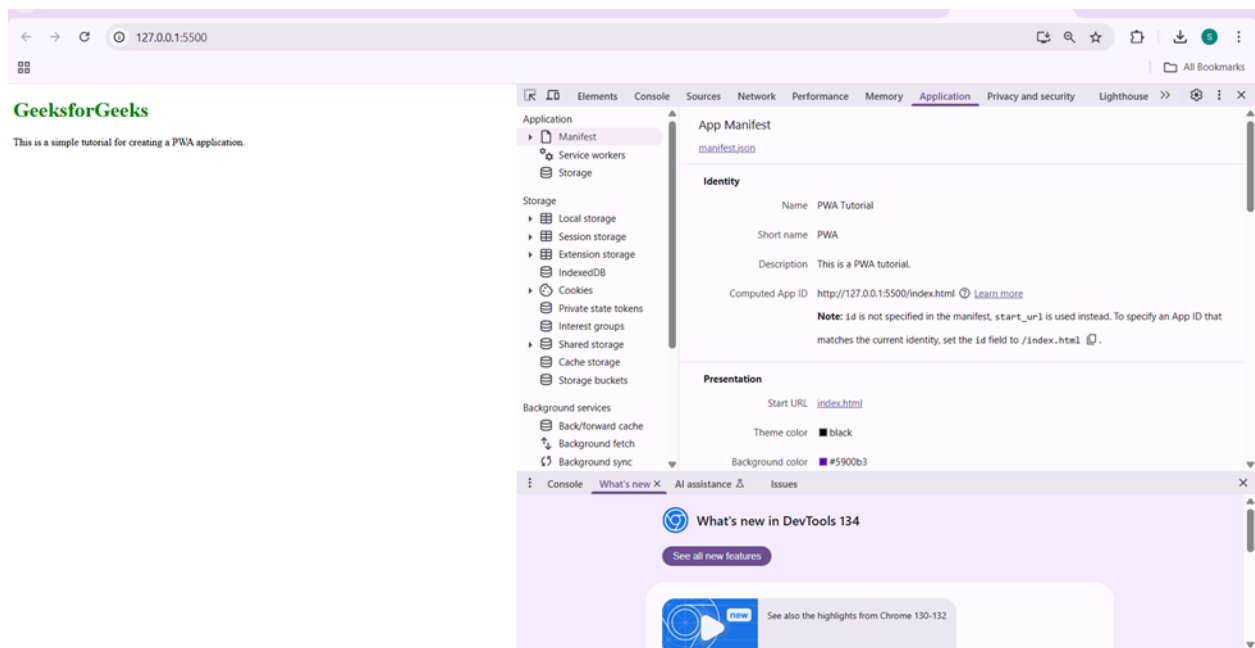 127.0.0.1:5500
S
All Bookmarks
GeeksforGeeks
This is a simple tutorial for creating a PWA application.
Elements Console Sources Network Performance Memory Application Privacy and security Lighthouse
Application
Manifest
Service workers
Storage
Storage
Local storage
Session storage
Extension storage
IndexedDB
Cookies
Private state tokens
Interest groups
Shared storage
Cache storage
Storage buckets
Background services
Back/forward cache
Background fetch
Background sync
App Manifest
manifest.json
Identity
Name PWA Tutorial
Short name PWA
Description This is a PWA tutorial.
Computed App ID http://127.0.0.1:5500/index.html Learn more
Note: id is not specified in the manifest, start_url is used instead. To specify an App ID that
matches the current identity, set the id field to /index.html .
Presentation
Start URL index.html
Theme color black
Background color #5900b3
Console What's new AI assistance Issues
What's new in DevTools 134
See all new features
new
See also the highlights from Chrome 130-132